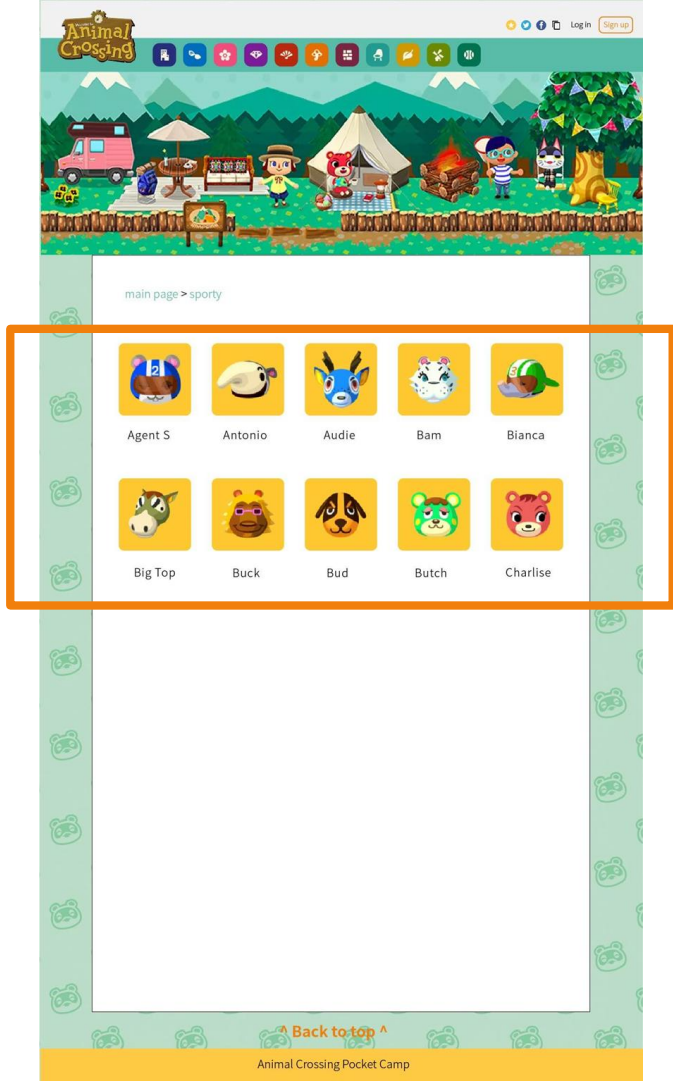 Animal
Crossing
Log in
Sign up
main page > sporty
Agent S
Antonio
Audie
Bam
Bianca
Big Top
Buck
Bud
Butch
Charlise
^ Back to top ^
Animal Crossing Pocket Camp